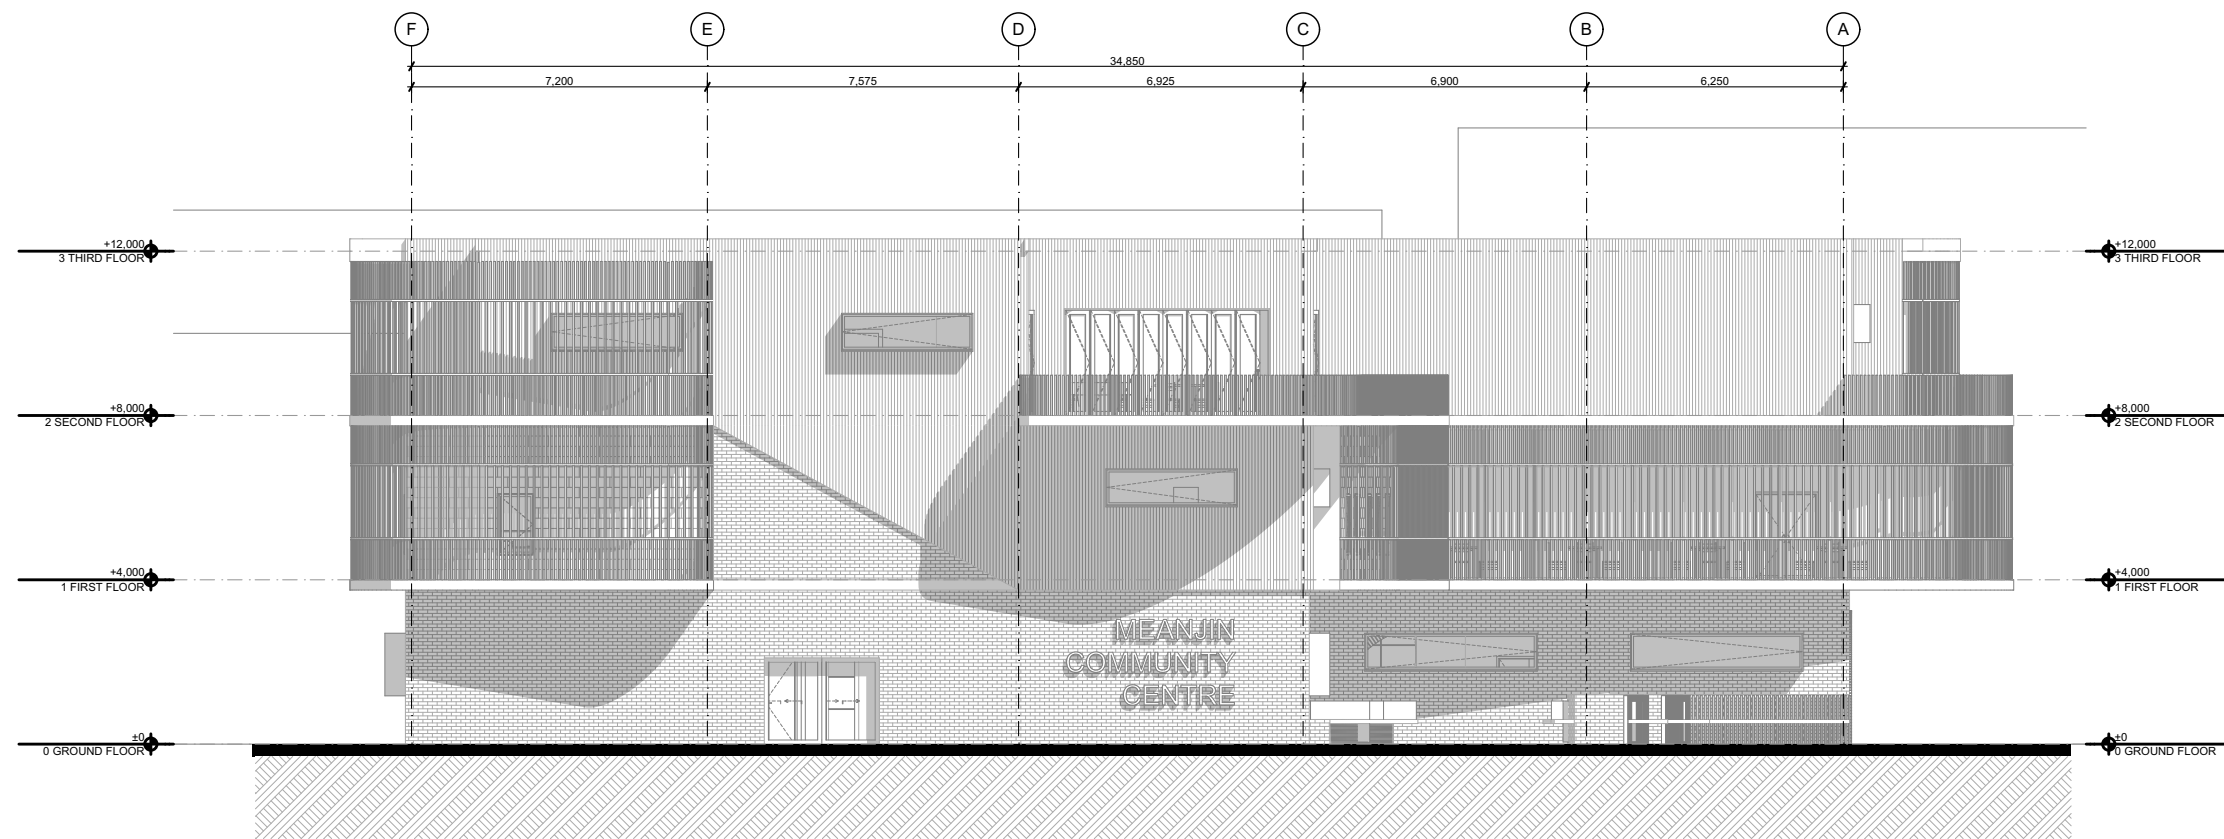 F E D C B A
34,850
7,200 7,575 6,925 6,900 6,250
+12,000 +12,000
3 THIRD FLOOR 3 THIRD FLOOR
+8,000 +8,000
2 SECOND FLOOR 2 SECOND FLOOR
+4,000 +4,000
1 FIRST FLOOR 1 FIRST FLOOR
MEANJIN
COMMUNITY
CENTRE
±0 ±0
0 GROUND FLOOR 0 GROUND FLOOR